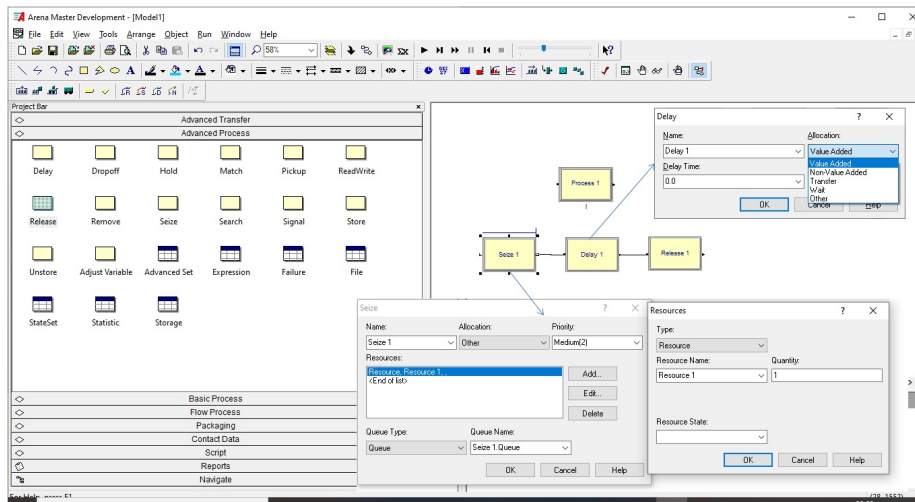 Arena Master Development - [Model1]
File Edit View Tools Arrange Object Run Window Help
58%
Project Bar
Advanced Transfer
Advanced Process
Delay Dropoff Hold Match Pickup ReadWrite
Release Remove Seize Search Signal Store
Unstore Adjust Variable Advanced Set Expression Failure File
StateSet Statistic Storage
Basic Process
Flow Process
Packaging
Contact Data
Script
Reports
Navigate
For Help, press F1
Process 1
Seize 1
Delay 1
Release 1
Delay
Name: Allocation:
Delay 1 Value Added
Delay Time:
0.0
Value Added
Non-Value Added
Transfer
Wait
Other
OK Cancel Help
Seize
Name: Allocation: Priority:
Seize 1 Other Medium(2)
Resources:
Resource, Resource 1, ,
<End of list>
Add...
Edit...
Delete
Queue Type: Queue Name:
Queue Seize 1.Queue
OK Cancel Help
Resources
Type:
Resource
Resource Name: Quantity:
Resource 1 1
Resource State:
OK Cancel Help